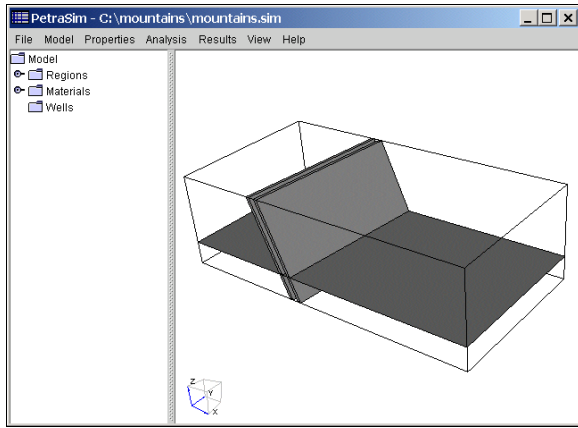 PetraSim - C:\mountains\mountains.sim
File Model Properties Analysis Results View Help
Model
Regions
Materials
Wells
Z
Y
X